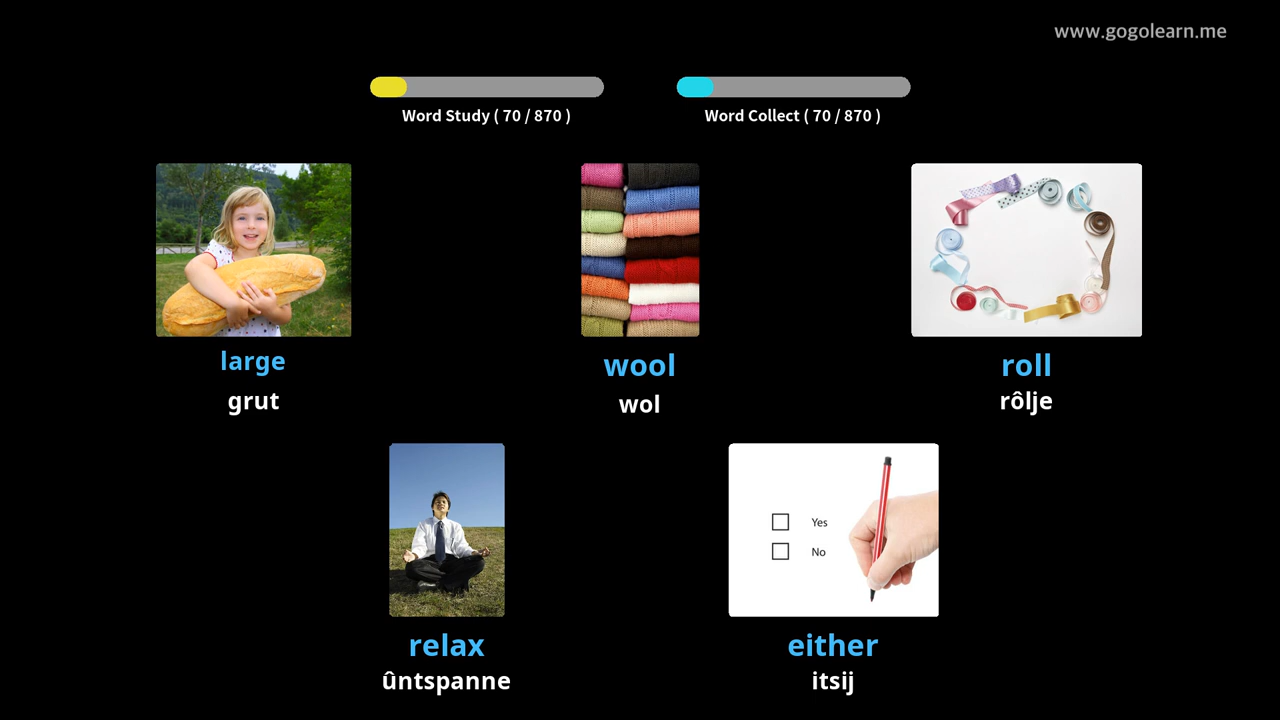 www.gogolearn.me
Word Study ( 70 / 870 )
Word Collect ( 70 / 870 )
large
grut
wool
wol
roll
rôlje
relax
ûntspanne
Yes
No
either
itsij